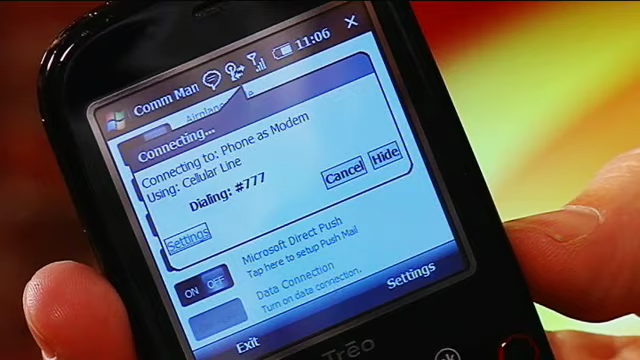 Comm Man 11:06
Connecting...
Connecting to: Phone as Modem
Using: Cellular Line
Dialing: #777
Cancel Hide
Settings
Microsoft Direct Push
Tap here to setup Push Mail
ON OFF
Data Connection
Turn on data connection.
Exit Settings
Trēo